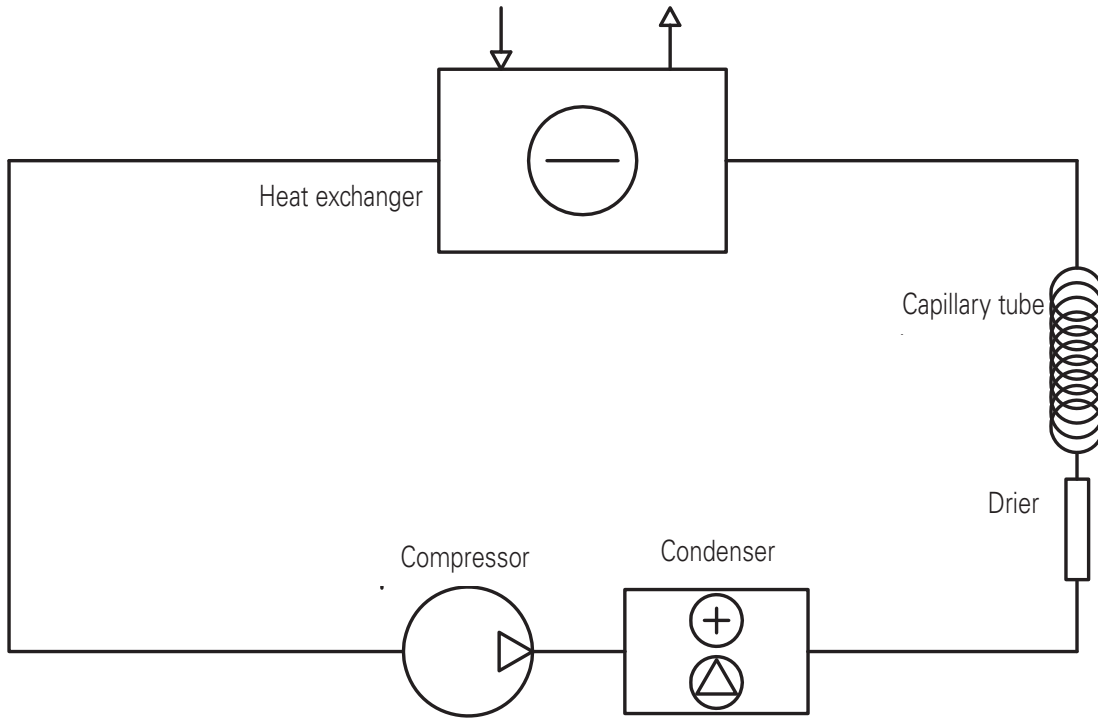 Heat exchanger
Capillary tube
Drier
Compressor
Condenser